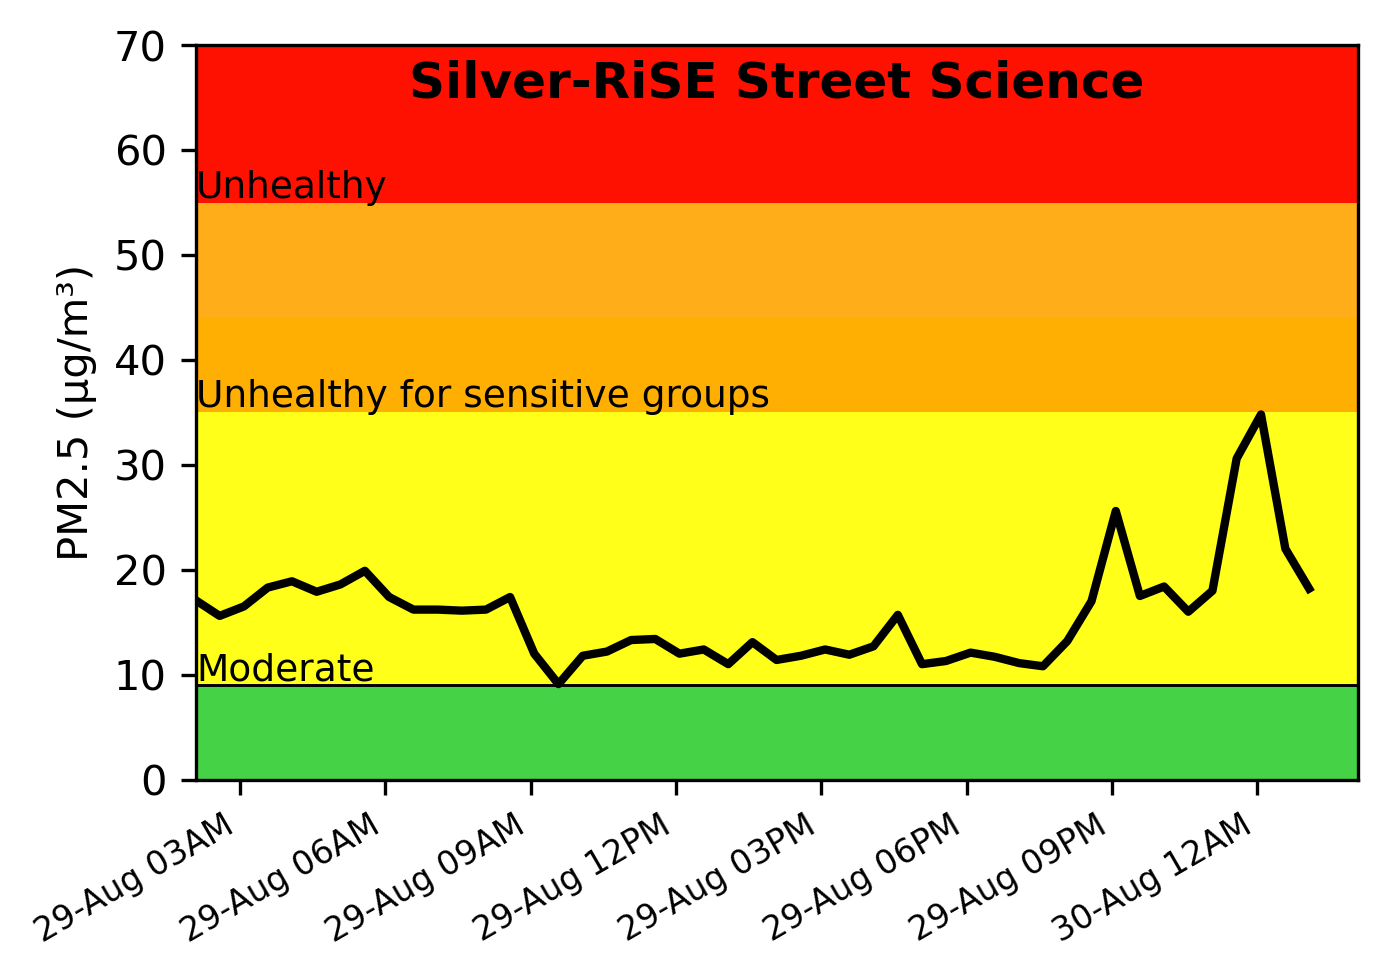 Silver-RiSE Street Science
70
60
50
40
30
20
10
0
PM2.5 (µg/m³)
Unhealthy
Unhealthy for sensitive groups
Moderate
29-Aug 03AM
29-Aug 06AM
29-Aug 09AM
29-Aug 12PM
29-Aug 03PM
29-Aug 06PM
29-Aug 09PM
30-Aug 12AM